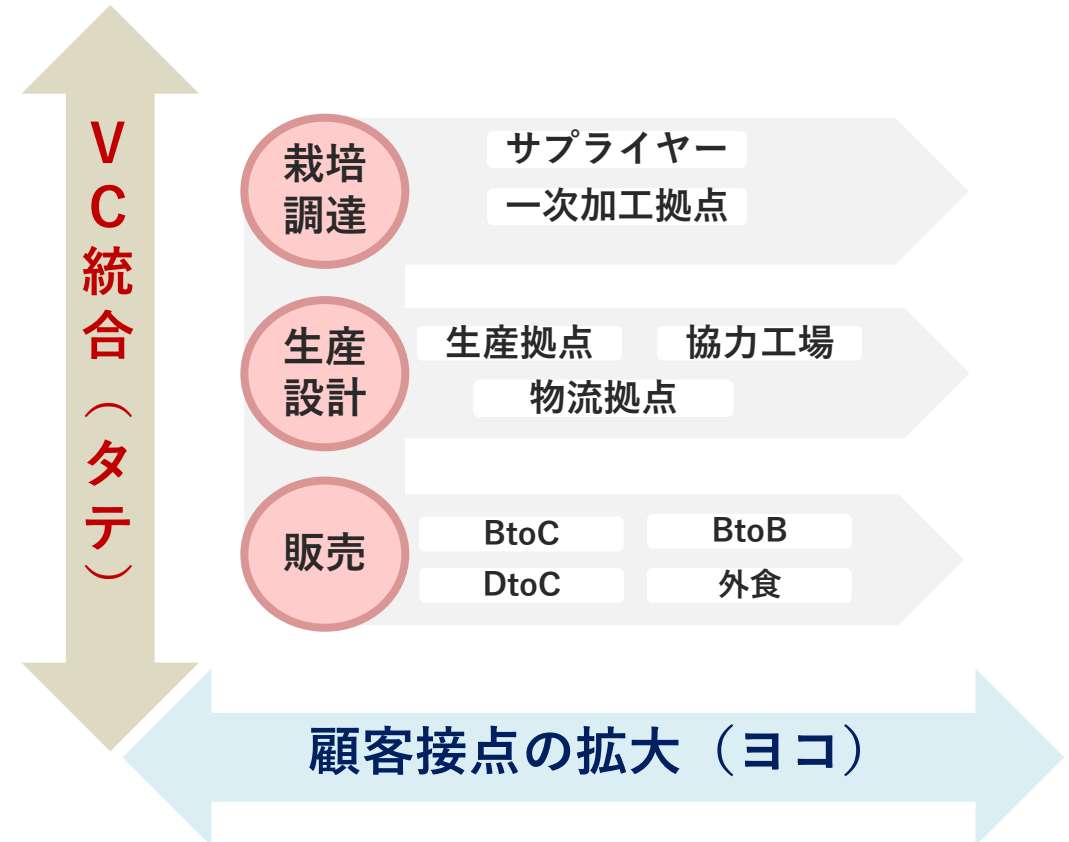 VC統合（タテ）
栽培
調達
サプライヤー
一次加工拠点
生産
設計
生産拠点
協力工場
物流拠点
販売
BtoC
BtoB
DtoC
外食
顧客接点の拡大（ヨコ）